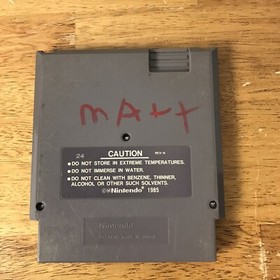 mAtt
24
CAUTION
REV-A
• DO NOT STORE IN EXTREME TEMPERATURES.
• DO NOT IMMERSE IN WATER.
• DO NOT CLEAN WITH BENZENE, THINNER,
ALCOHOL OR OTHER SUCH SOLVENTS.
©Nintendo® 1985
Nintendo